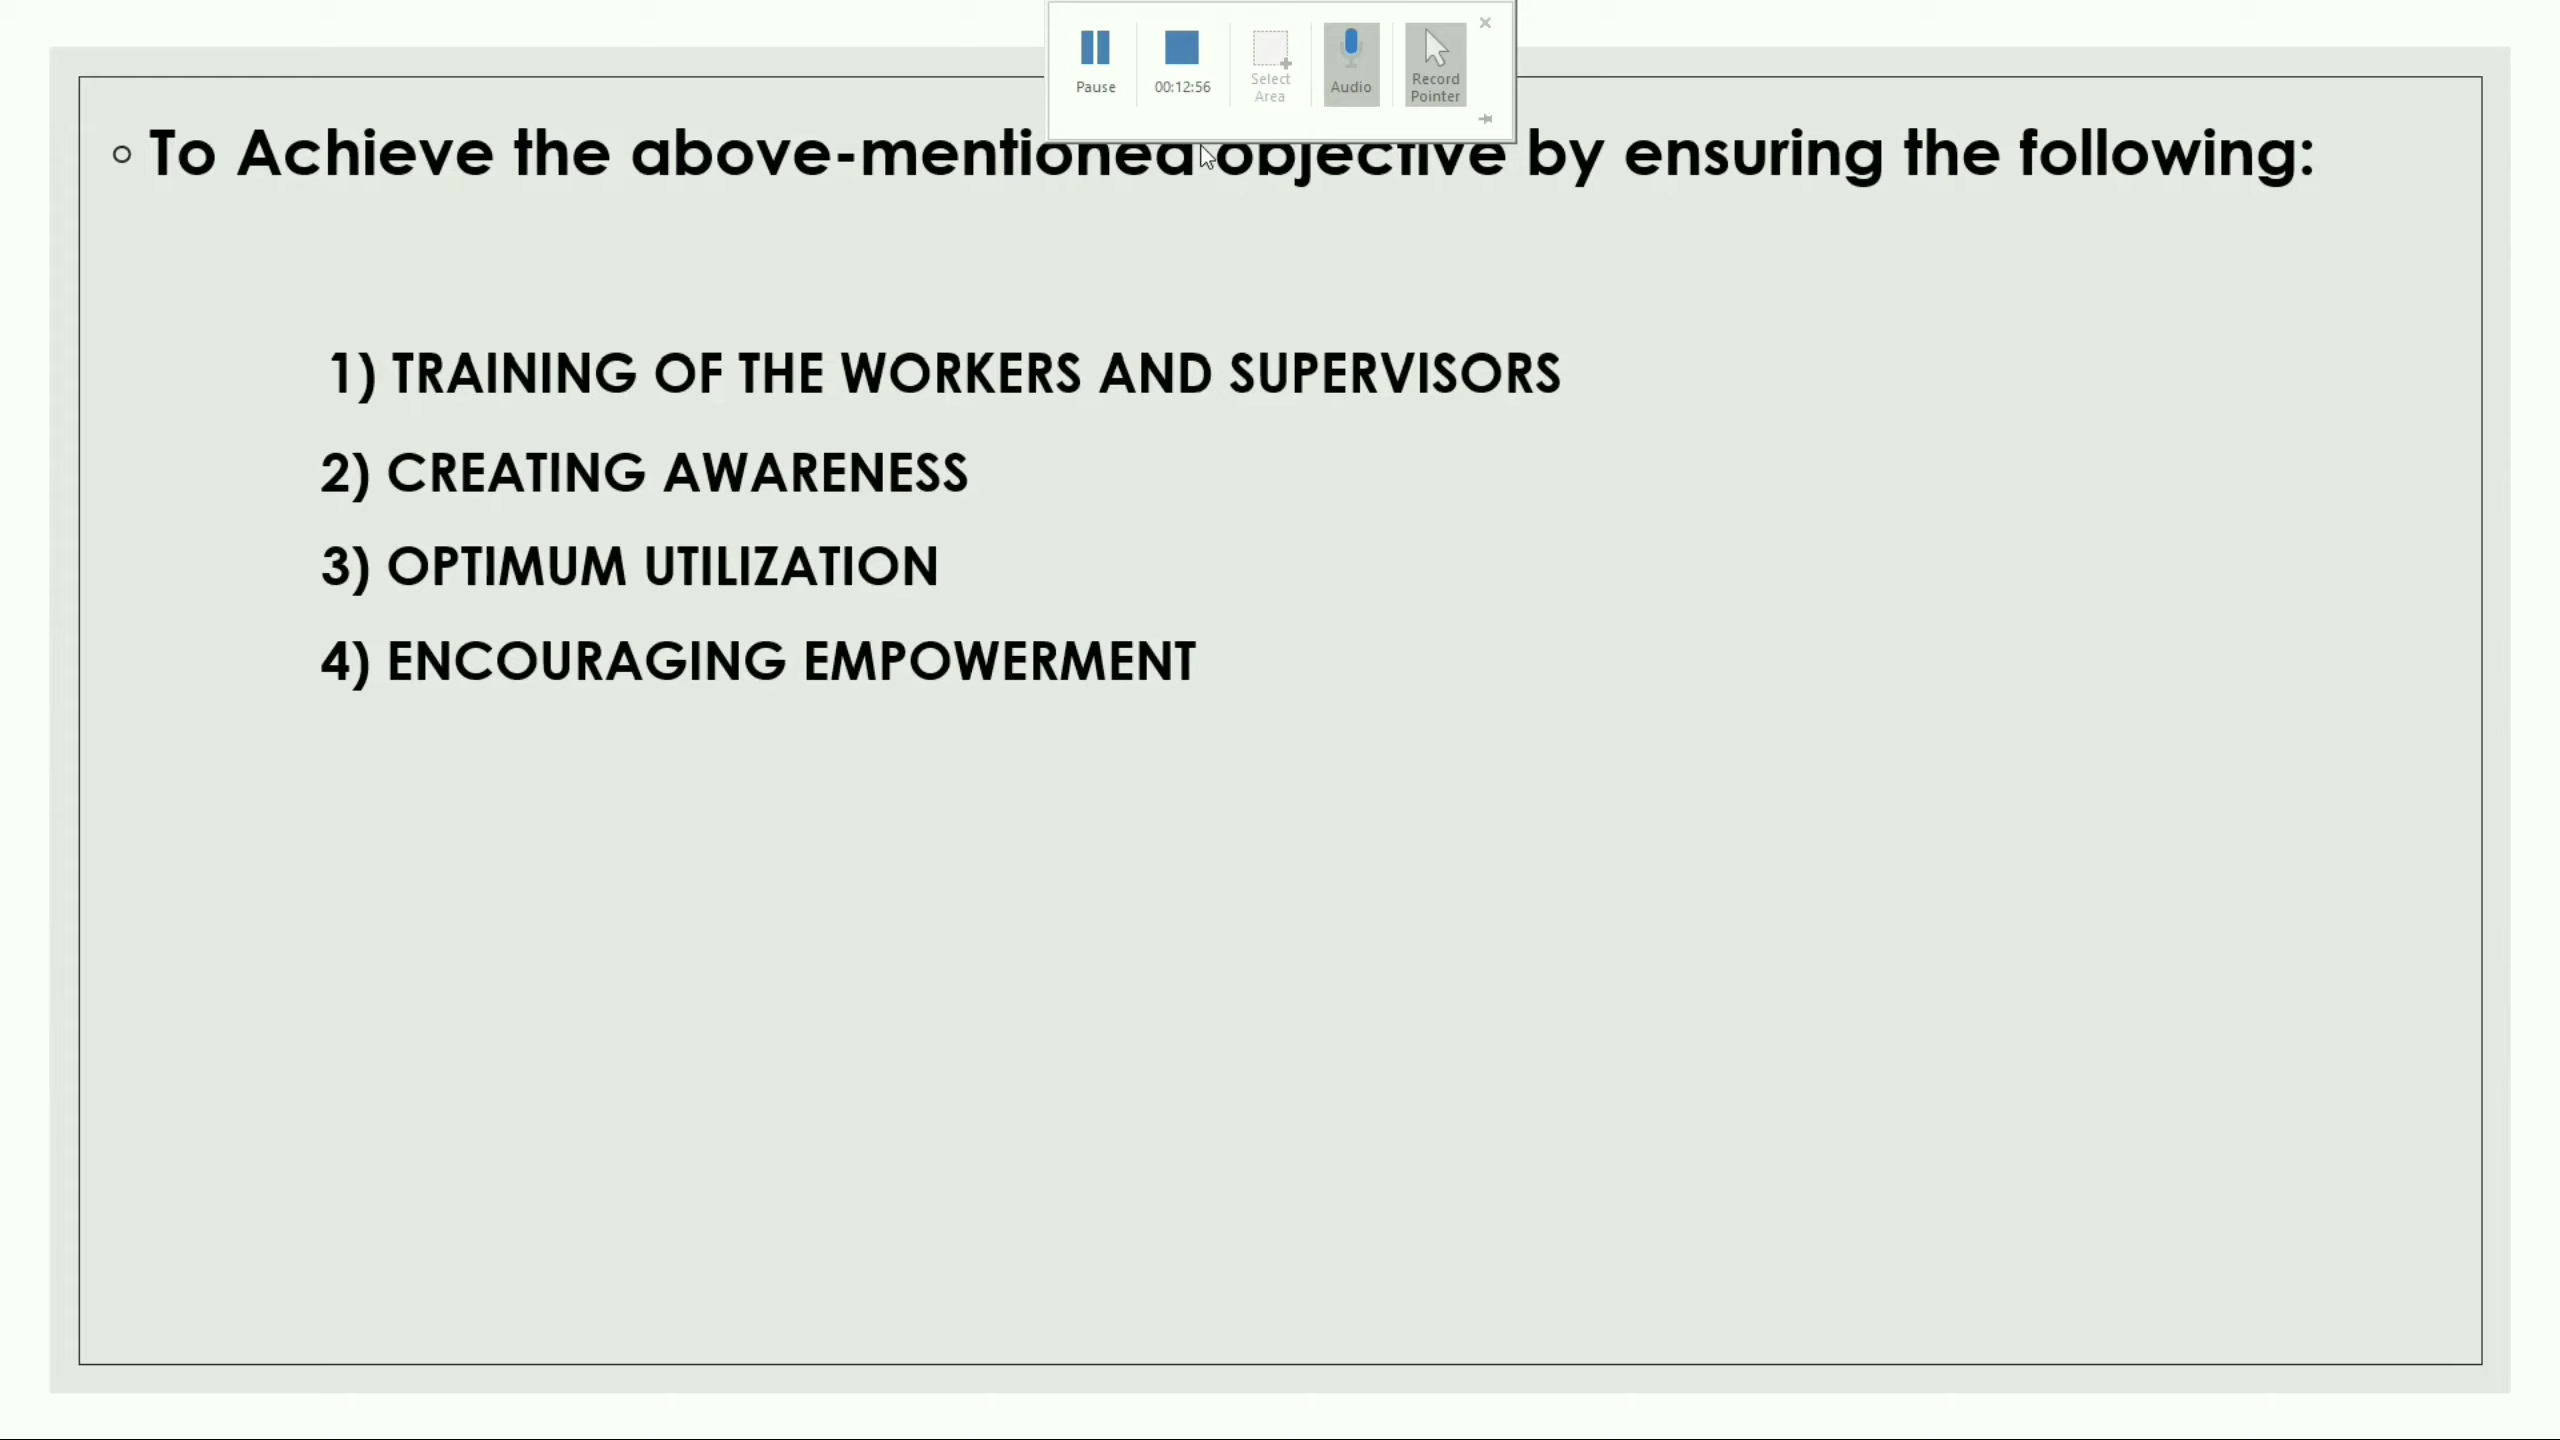 Pause
00:12:56
Select
Area
Audio
Record
Pointer
To Achieve the above-mentioned objective by ensuring the following:
1) TRAINING OF THE WORKERS AND SUPERVISORS
2) CREATING AWARENESS
3) OPTIMUM UTILIZATION
4) ENCOURAGING EMPOWERMENT